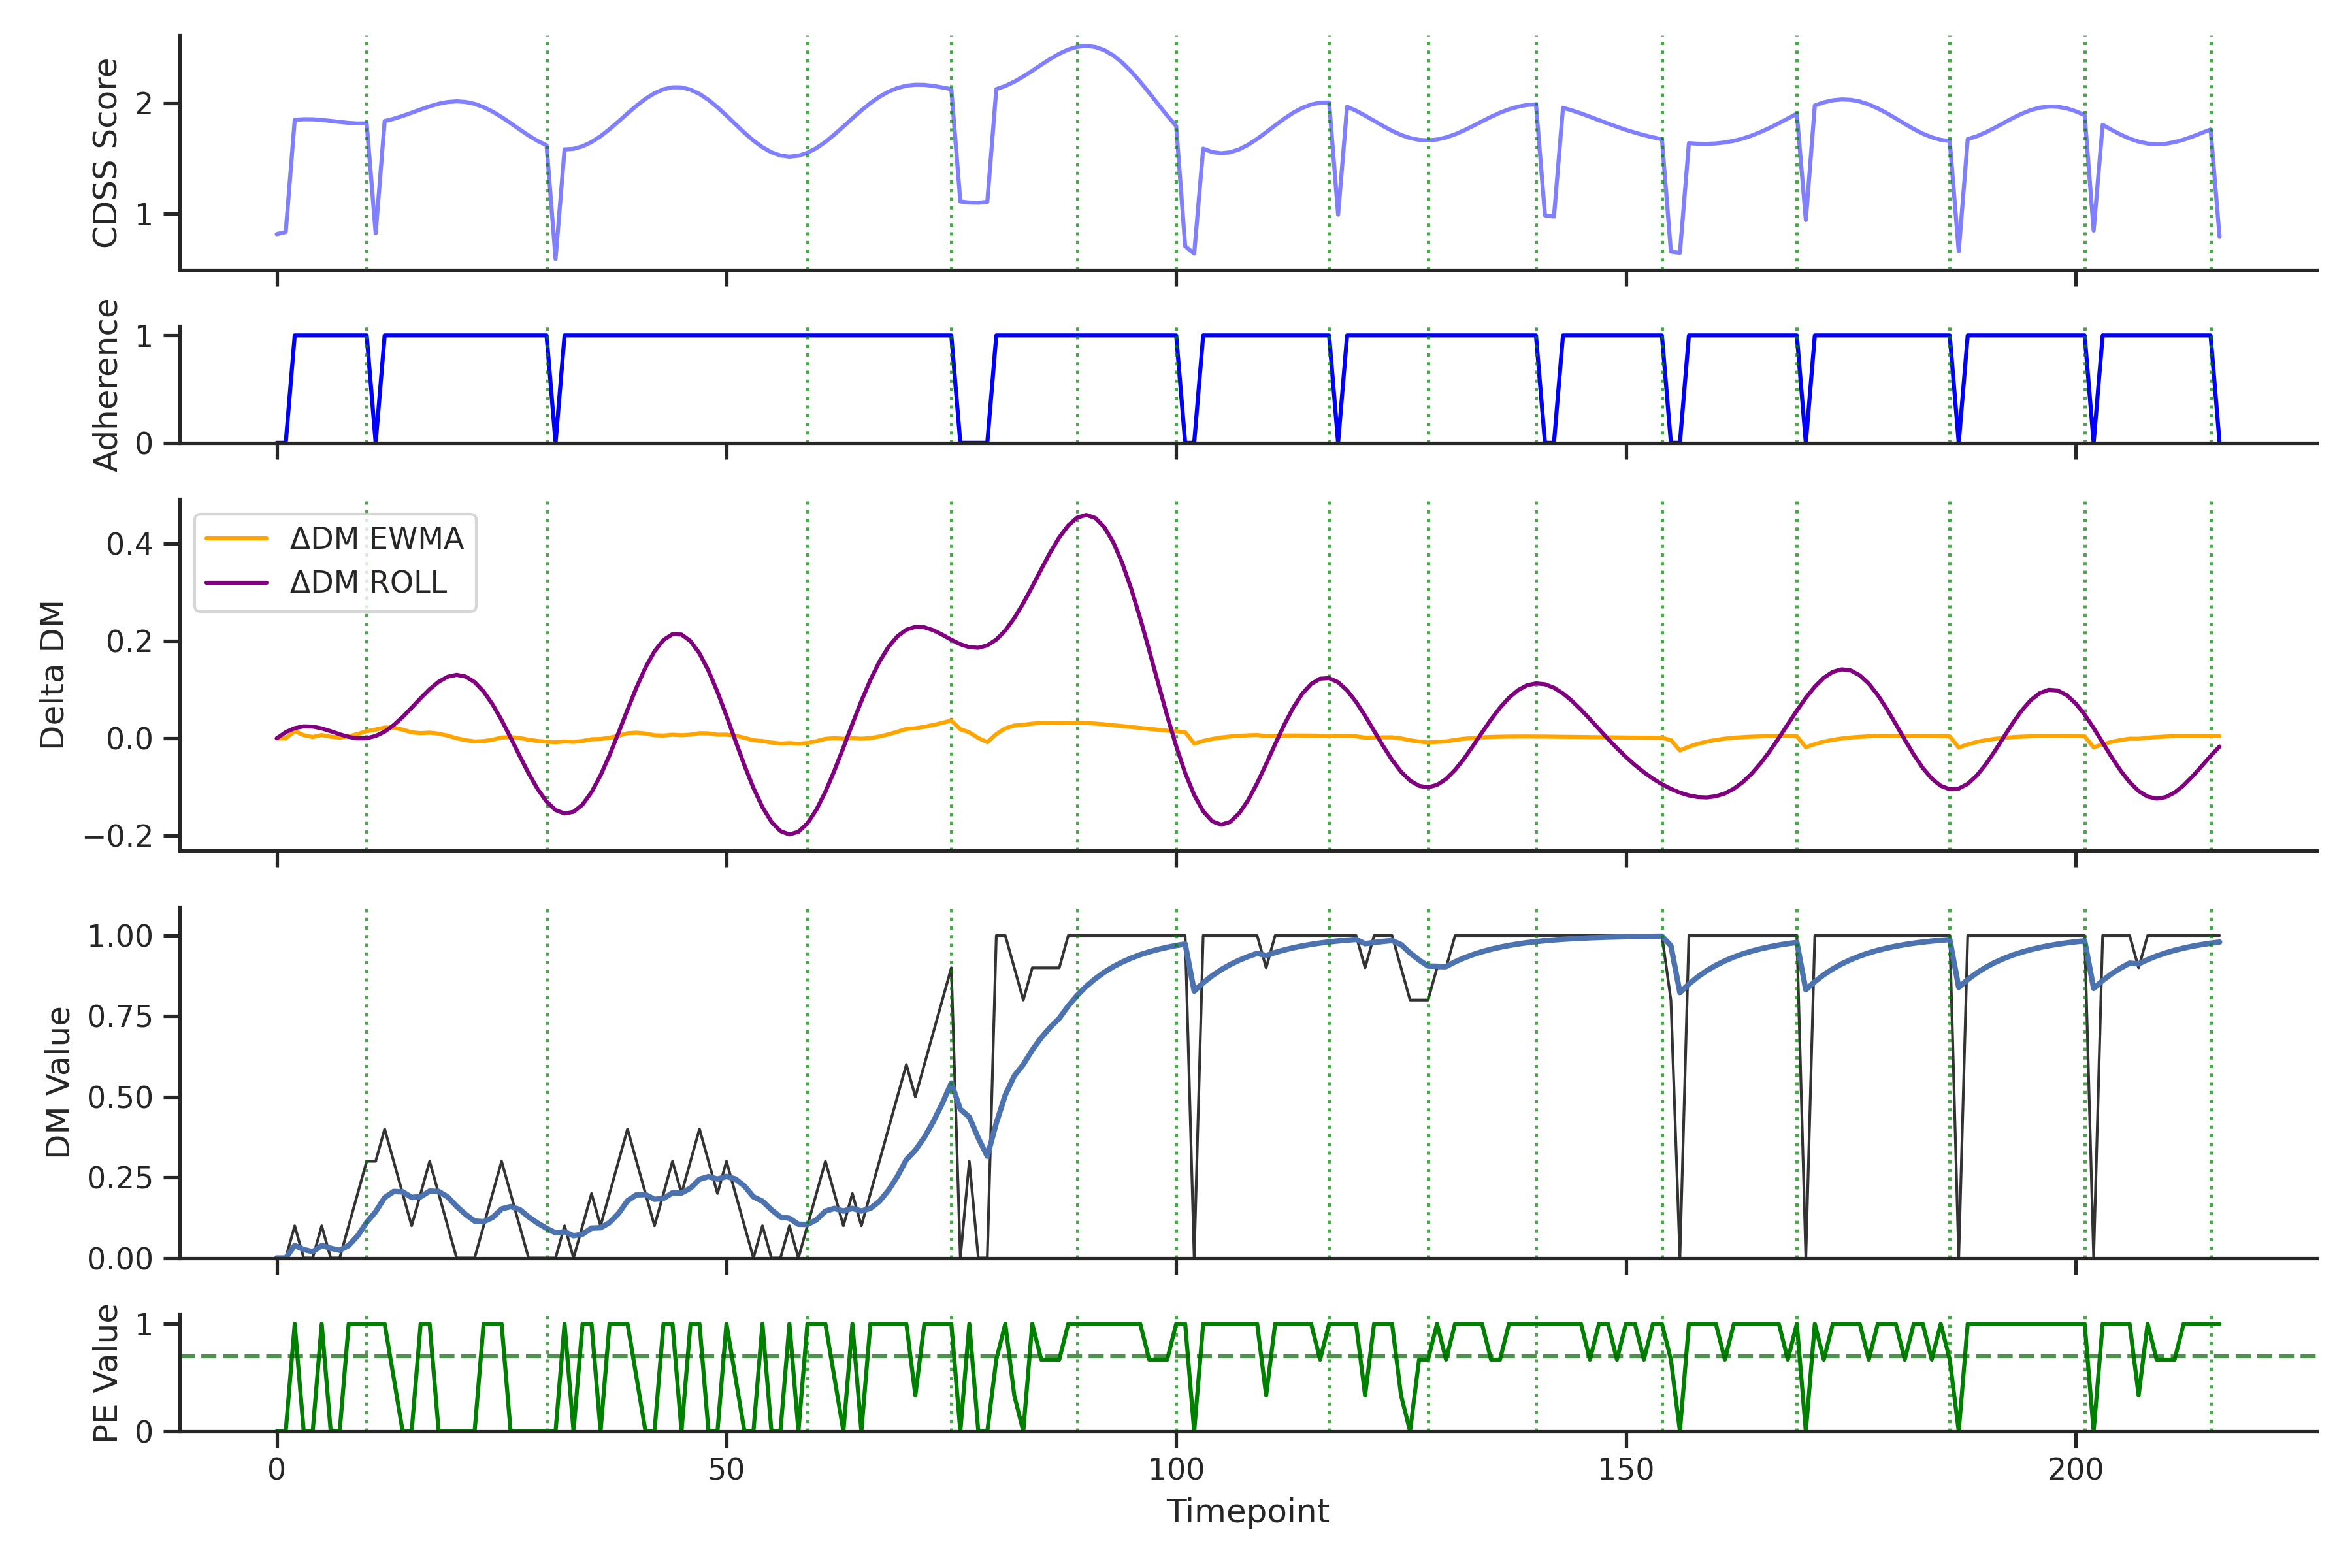 CDSS Score
2
1
Adherence
1
0
Delta DM
0.4
0.2
0.0
−0.2
ΔDM EWMA
ΔDM ROLL
DM Value
1.00
0.75
0.50
0.25
0.00
PE Value
1
0
0
50
100
150
200
Timepoint